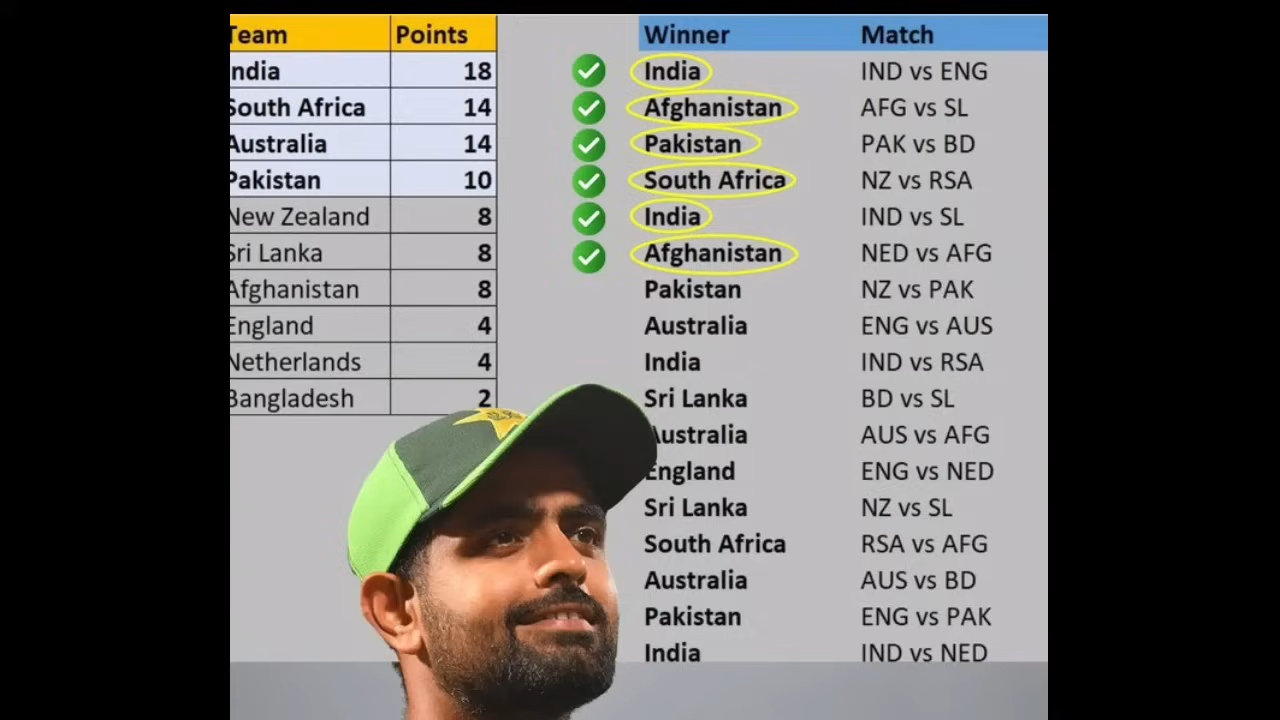 Team Points
India 18
South Africa 14
Australia 14
Pakistan 10
New Zealand 8
Sri Lanka 8
Afghanistan 8
England 4
Netherlands 4
Bangladesh 2
Winner Match
India IND vs ENG
Afghanistan AFG vs SL
Pakistan PAK vs BD
South Africa NZ vs RSA
India IND vs SL
Afghanistan NED vs AFG
Pakistan NZ vs PAK
Australia ENG vs AUS
India IND vs RSA
Sri Lanka BD vs SL
Australia AUS vs AFG
England ENG vs NED
Sri Lanka NZ vs SL
South Africa RSA vs AFG
Australia AUS vs BD
Pakistan ENG vs PAK
India IND vs NED